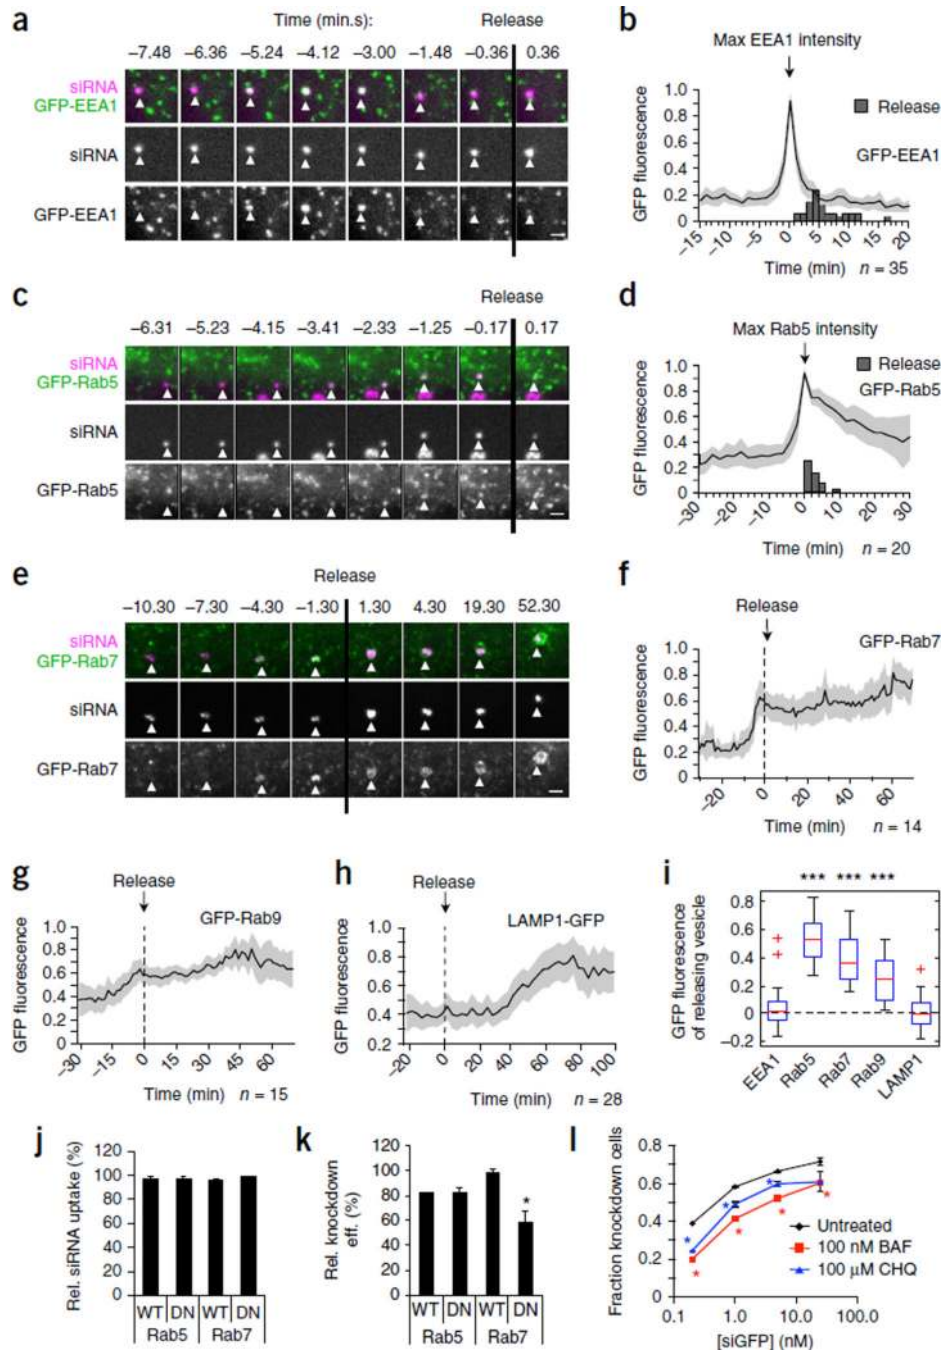 a
Time (min.s):
Release
−7.48 −6.36 −5.24 −4.12 −3.00 −1.48 −0.36 0.36
siRNA
GFP-EEA1
siRNA
GFP-EEA1
b
Max EEA1 intensity
Release
GFP-EEA1
GFP fluorescence
1.0
0.8
0.6
0.4
0.2
0
−15 −10 −5 0 5 10 15 20
Time (min) n = 35
c
Release
−6.31 −5.23 −4.15 −3.41 −2.33 −1.25 −0.17 0.17
siRNA
GFP-Rab5
siRNA
GFP-Rab5
d
Max Rab5 intensity
Release
GFP-Rab5
GFP fluorescence
1.0
0.8
0.6
0.4
0.2
0
−30 −20 −10 0 10 20 30
Time (min) n = 20
e
Release
−10.30 −7.30 −4.30 −1.30 1.30 4.30 19.30 52.30
siRNA
GFP-Rab7
siRNA
GFP-Rab7
f
Release
GFP-Rab7
GFP fluorescence
1.0
0.8
0.6
0.4
0.2
0
−20 0 20 40 60
Time (min) n = 14
g
Release
GFP-Rab9
GFP fluorescence
1.0
0.8
0.6
0.4
0.2
0
−30 −15 0 15 30 45 60
Time (min) n = 15
h
Release
LAMP1-GFP
GFP fluorescence
1.0
0.8
0.6
0.4
0.2
−20 0 20 40 60 80 100
Time (min) n = 28
i
*** *** ***
GFP fluorescence
of releasing vesicle
0.8
0.6
0.4
0.2
0
−0.2
EEA1 Rab5 Rab7 Rab9 LAMP1
j
Rel. siRNA uptake (%)
120
100
80
60
40
20
0
WT DN WT DN
Rab5 Rab7
k
Rel. knockdown
eff. (%)
120
100
80
60
40
20
0
*
WT DN WT DN
Rab5 Rab7
l
Fraction knockdown cells
0.8
0.6
0.4
0.2
0
* * *
* * * *
Untreated
100 nM BAF
100 µM CHQ
0.1 1.0 10.0 100.0
[siGFP] (nM)